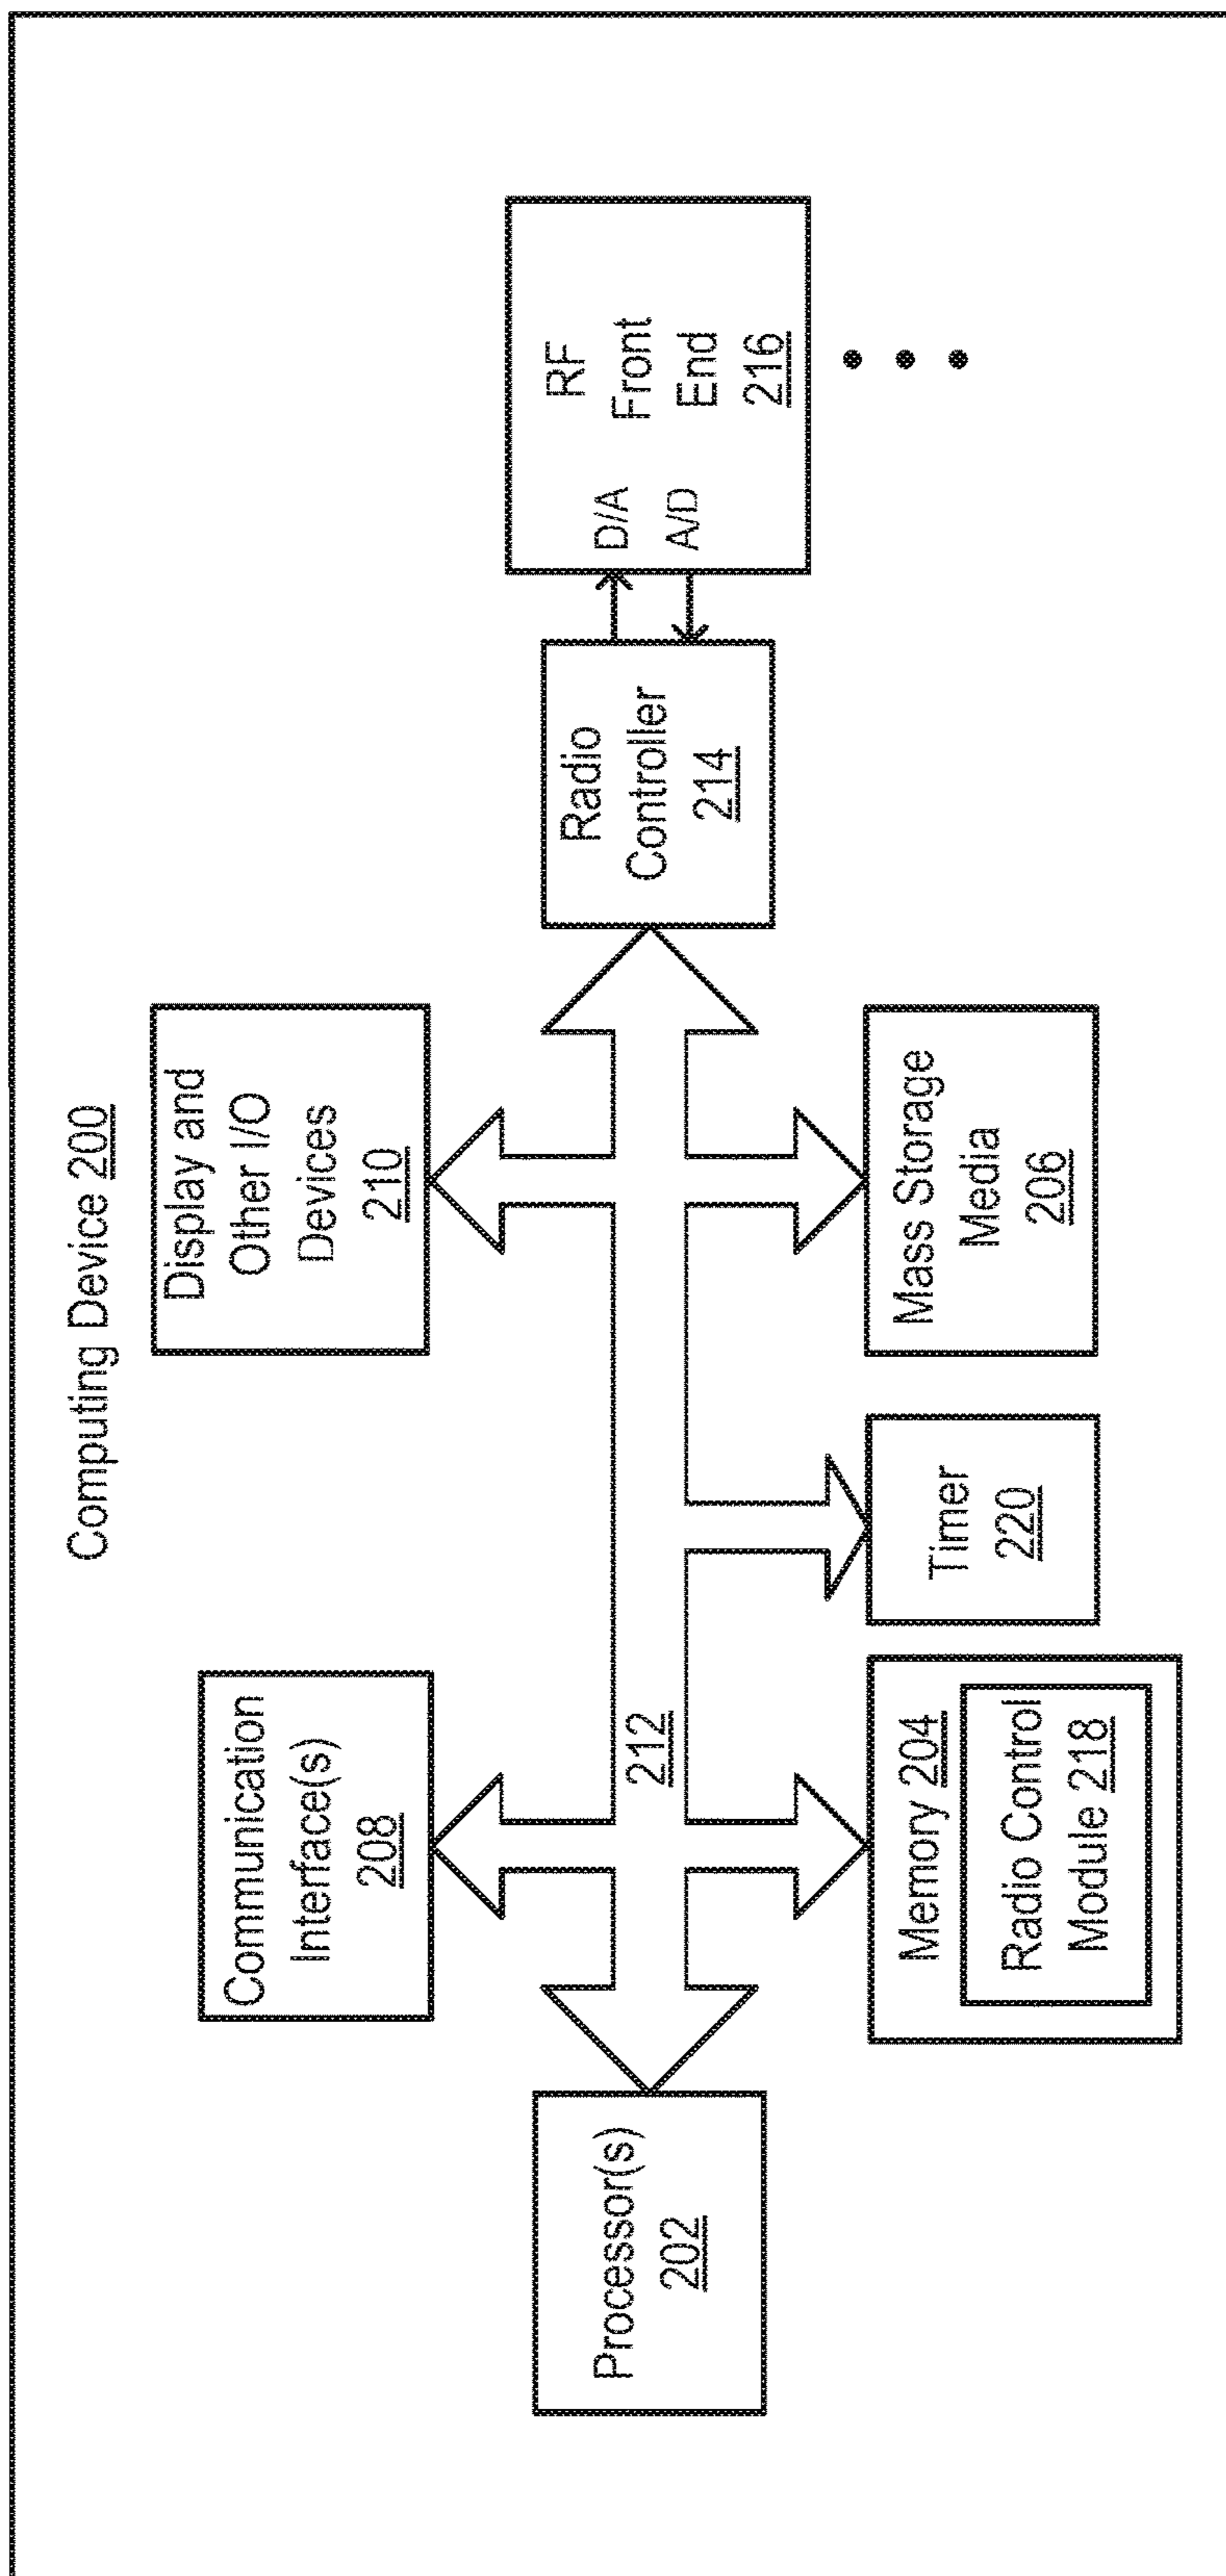 Computing Device 200
Communication
Interface(s)
208
Display and
Other I/O
Devices
210
Processor(s)
202
212
Radio
Controller
214
D/A
A/D
RF
Front
End
216
Memory 204
Radio Control
Module 218
Timer
220
Mass Storage
Media
206